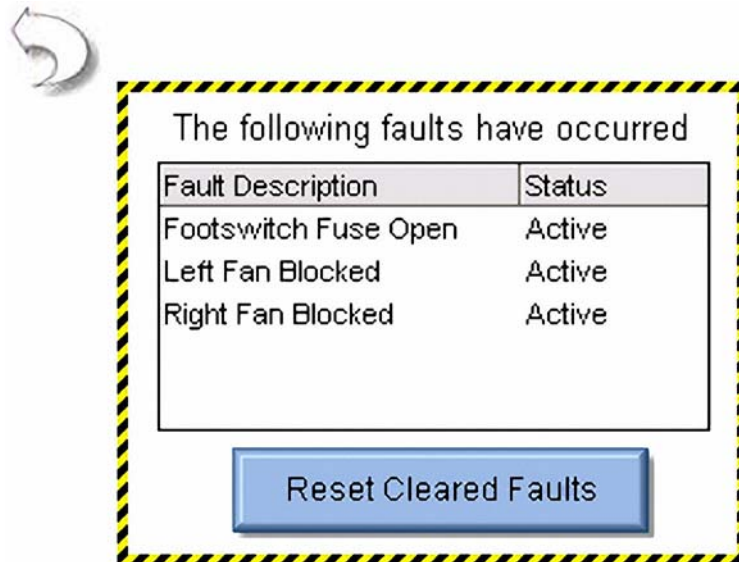 The following faults have occurred
Fault Description Status
Footswitch Fuse Open Active
Left Fan Blocked Active
Right Fan Blocked Active
Reset Cleared Faults